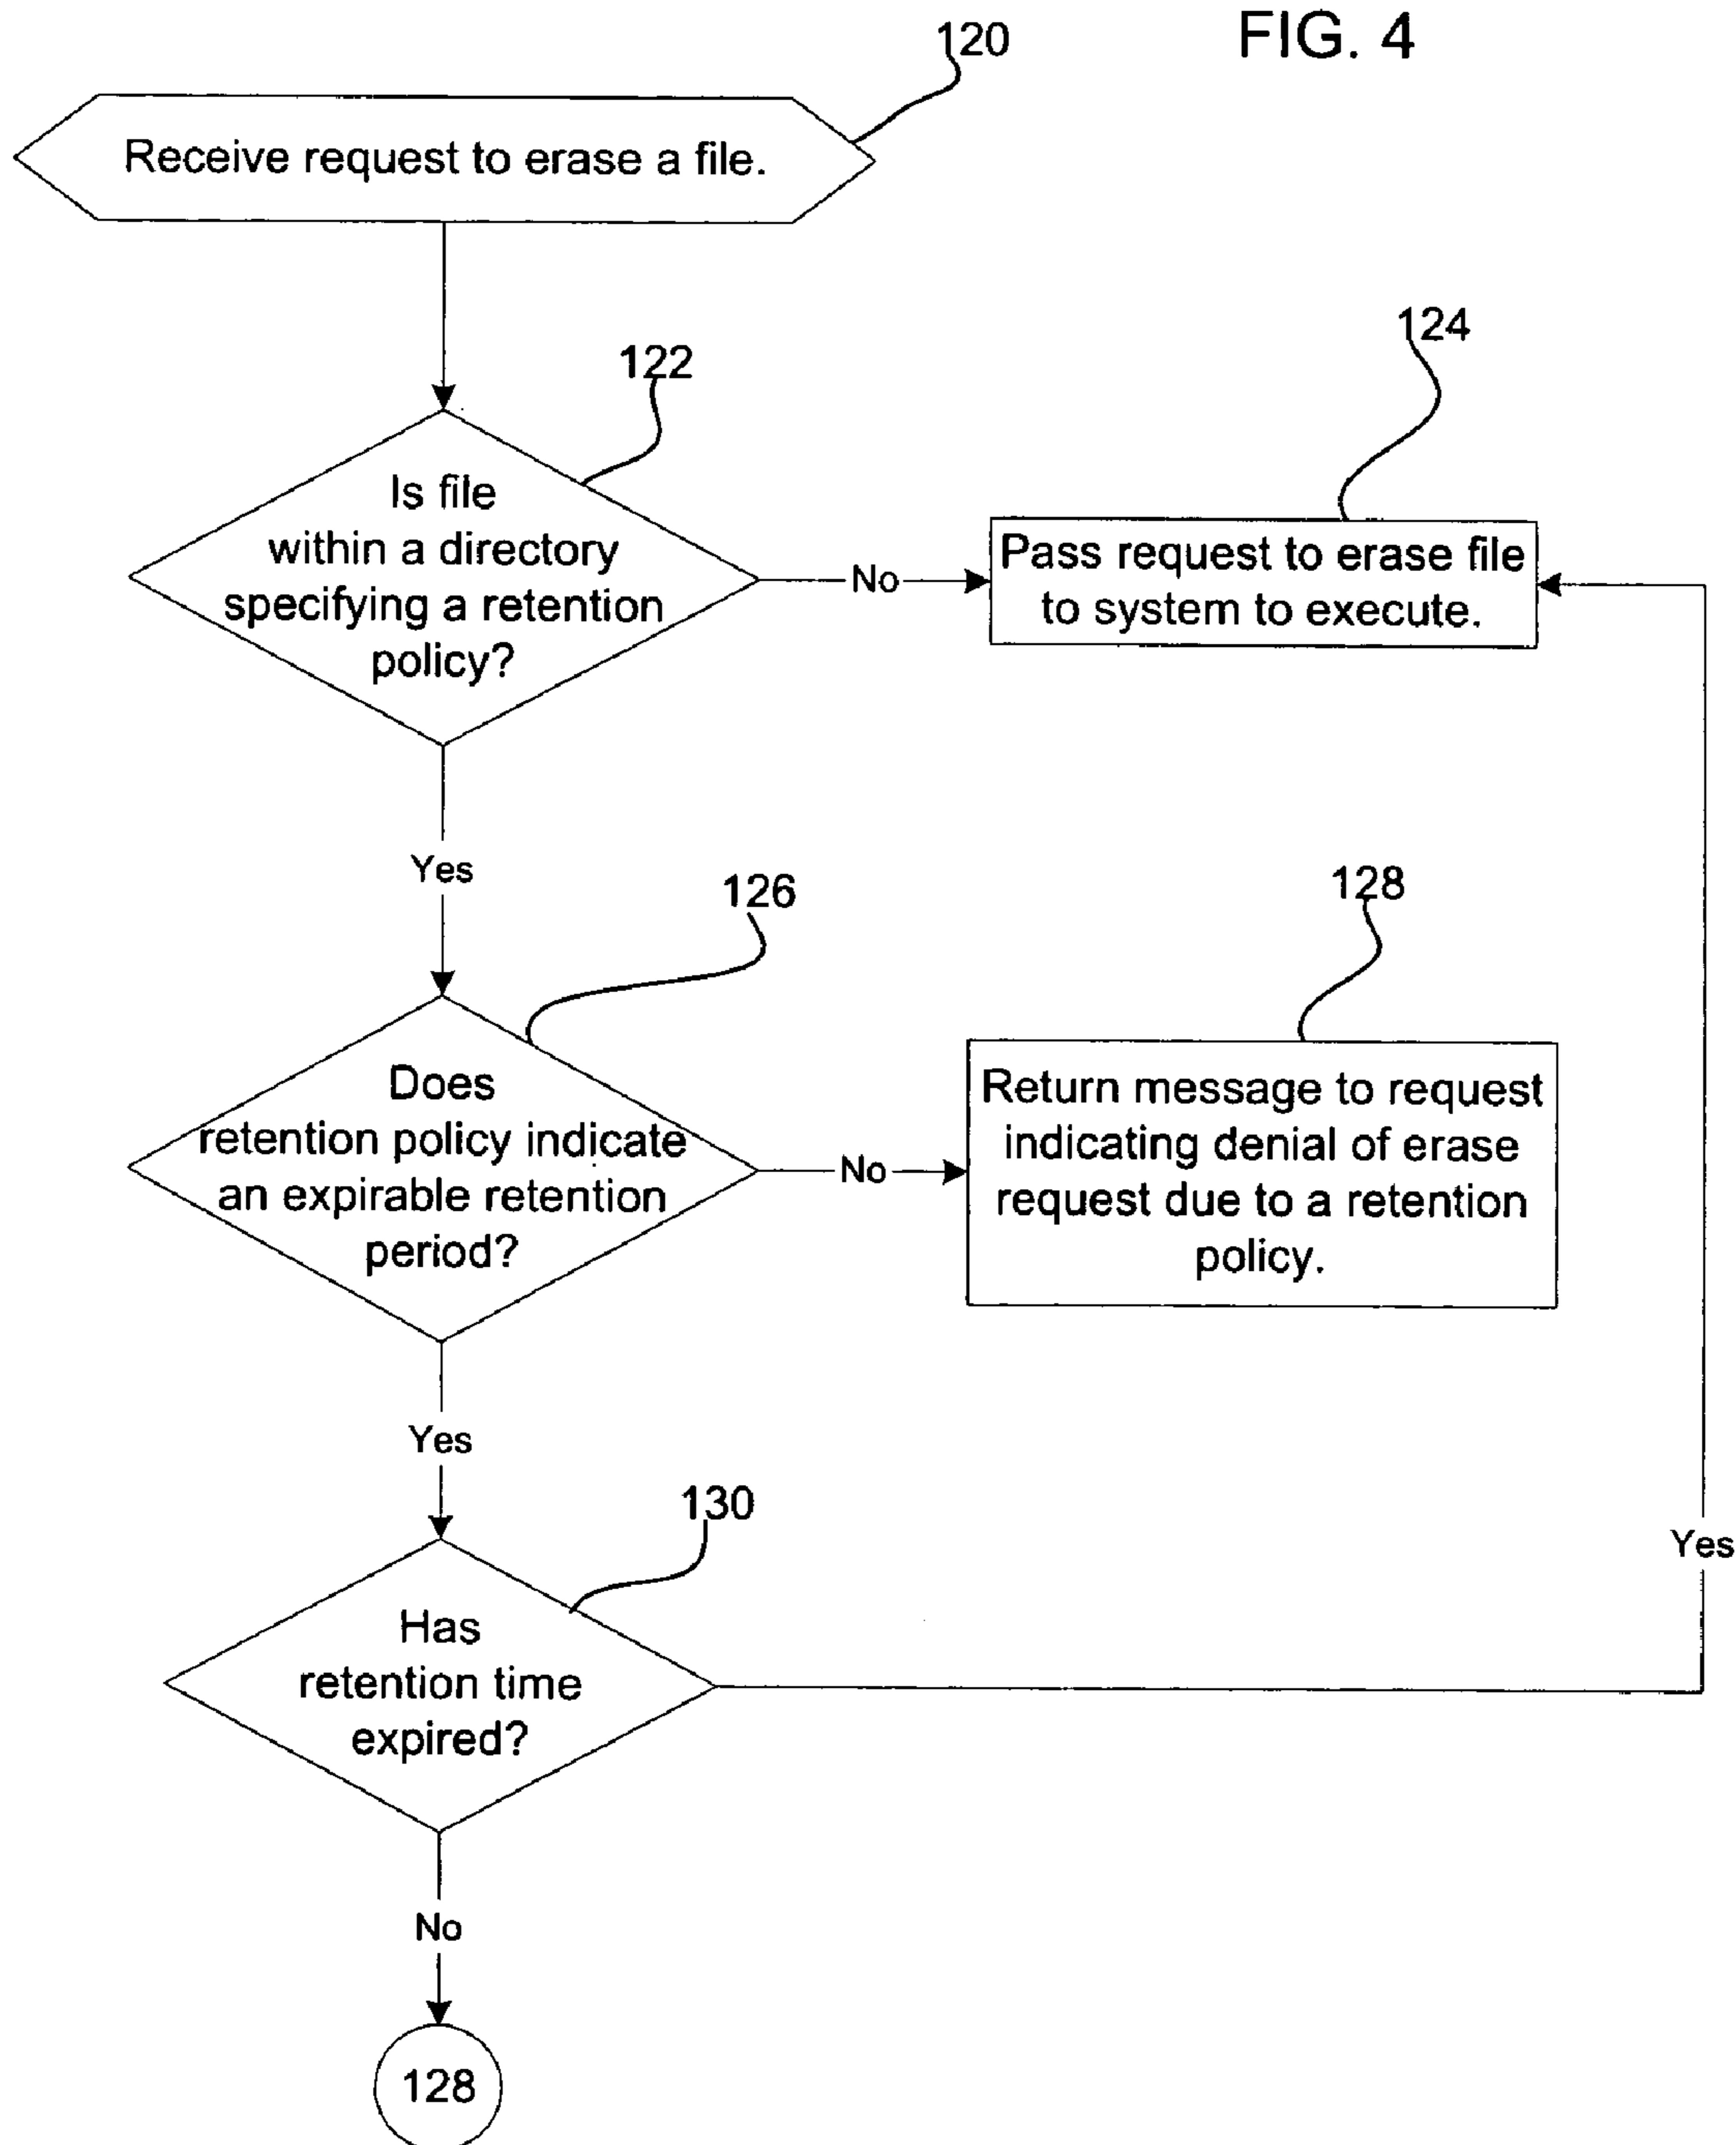 FIG. 4
120
Receive request to erase a file.
122
Is file
within a directory
specifying a retention
policy?
No
124
Pass request to erase file
to system to execute.
Yes
126
Does
retention policy indicate
an expirable retention
period?
No
128
Return message to request
indicating denial of erase
request due to a retention
policy.
Yes
130
Has
retention time
expired?
Yes
No
128